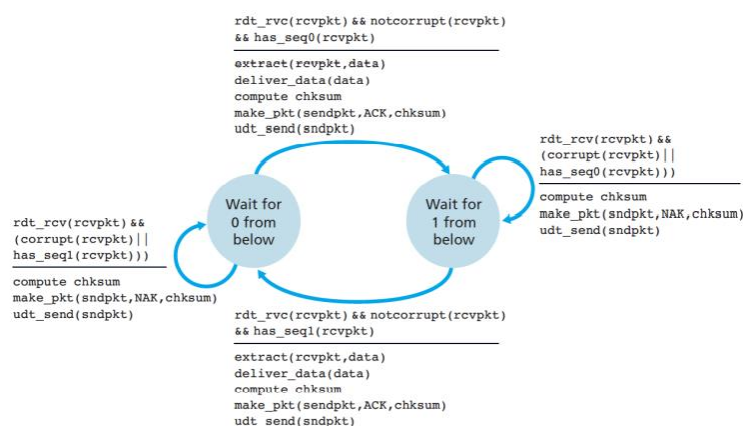 rdt_rvc(rcvpkt) && notcorrupt(rcvpkt)
&& has_seq0(rcvpkt)
extract(rcvpkt,data)
deliver_data(data)
compute chksum
make_pkt(sendpkt,ACK,chksum)
udt_send(sndpkt)
rdt_rcv(rcvpkt) &&
(corrupt(rcvpkt)||
has_seq0(rcvpkt)))
compute chksum
make_pkt(sndpkt,NAK,chksum)
udt_send(sndpkt)
Wait for
0 from
below
Wait for
1 from
below
rdt_rcv(rcvpkt) &&
(corrupt(rcvpkt)||
has_seq1(rcvpkt)))
compute chksum
make_pkt(sndpkt,NAK,chksum)
udt_send(sndpkt)
rdt_rcv(rcvpkt) && notcorrupt(rcvpkt)
&& has_seq1(rcvpkt)
extract(rcvpkt,data)
deliver_data(data)
compute chksum
make_pkt(sendpkt,ACK,chksum)
udt_send(sndpkt)